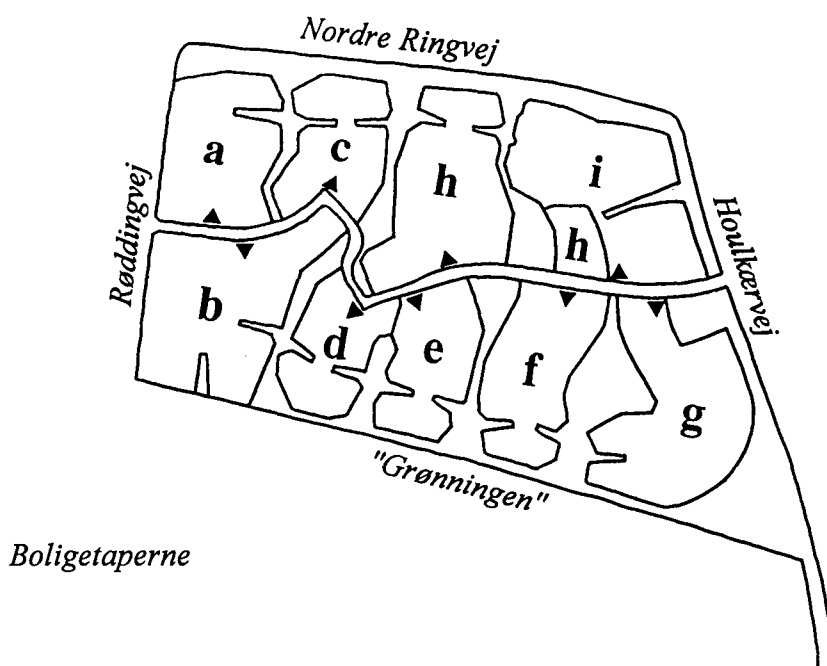 Nordre Ringvej
a
c
h
i
Røddingvej
h
Houlkærvej
b
d
e
f
g
"Grønningen"
Boligetaperne